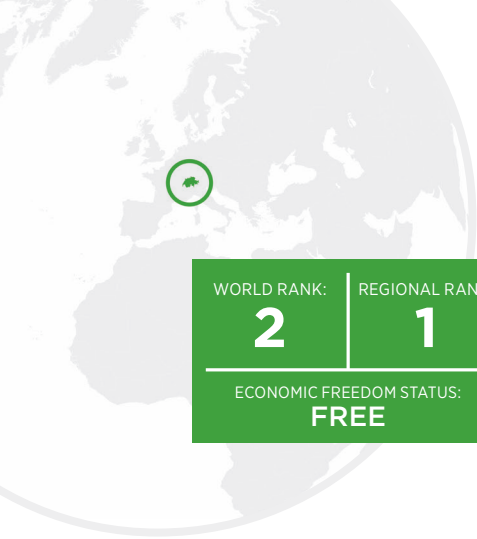 WORLD RANK:
2
REGIONAL RAN
1
ECONOMIC FREEDOM STATUS:
FREE